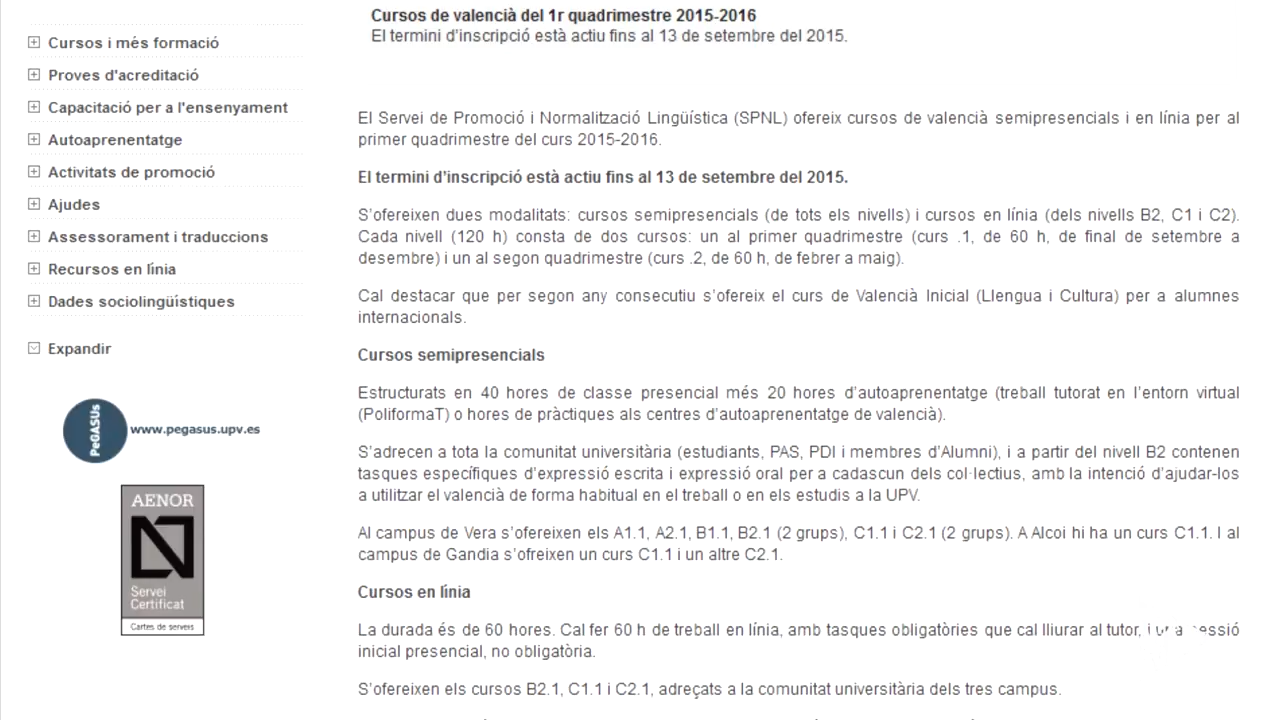 Cursos i més formació
Proves d'acreditació
Capacitació per a l'ensenyament
Autoaprenentatge
Activitats de promoció
Ajudes
Assessorament i traduccions
Recursos en línia
Dades sociolingüístiques
Expandir
PeGASUs
www.pegasus.upv.es
AENOR
Servei
Certificat
Cartes de serveis
Cursos de valencià del 1r quadrimestre 2015-2016
El termini d'inscripció està actiu fins al 13 de setembre del 2015.
El Servei de Promoció i Normalització Lingüística (SPNL) ofereix cursos de valencià semipresencials i en línia per al
primer quadrimestre del curs 2015-2016.
El termini d'inscripció està actiu fins al 13 de setembre del 2015.
S'ofereixen dues modalitats: cursos semipresencials (de tots els nivells) i cursos en línia (dels nivells B2, C1 i C2).
Cada nivell (120 h) consta de dos cursos: un al primer quadrimestre (curs .1, de 60 h, de final de setembre a
desembre) i un al segon quadrimestre (curs .2, de 60 h, de febrer a maig).
Cal destacar que per segon any consecutiu s'ofereix el curs de Valencià Inicial (Llengua i Cultura) per a alumnes
internacionals.
Cursos semipresencials
Estructurats en 40 hores de classe presencial més 20 hores d'autoaprenentatge (treball tutorat en l'entorn virtual
(PoliformaT) o hores de pràctiques als centres d'autoaprenentatge de valencià).
S'adrecen a tota la comunitat universitària (estudiants, PAS, PDI i membres d'Alumni), i a partir del nivell B2 contenen
tasques específiques d'expressió escrita i expressió oral per a cadascun dels col·lectius, amb la intenció d'ajudar-los
a utilitzar el valencià de forma habitual en el treball o en els estudis a la UPV.
Al campus de Vera s'ofereixen els A1.1, A2.1, B1.1, B2.1 (2 grups), C1.1 i C2.1 (2 grups). A Alcoi hi ha un curs C1.1. I al
campus de Gandia s'ofreixen un curs C1.1 i un altre C2.1.
Cursos en línia
La durada és de 60 hores. Cal fer 60 h de treball en línia, amb tasques obligatòries que cal lliurar al tutor, i
inicial presencial, no obligatòria.
S'ofereixen els cursos B2.1, C1.1 i C2.1, adreçats a la comunitat universitària dels tres campus.